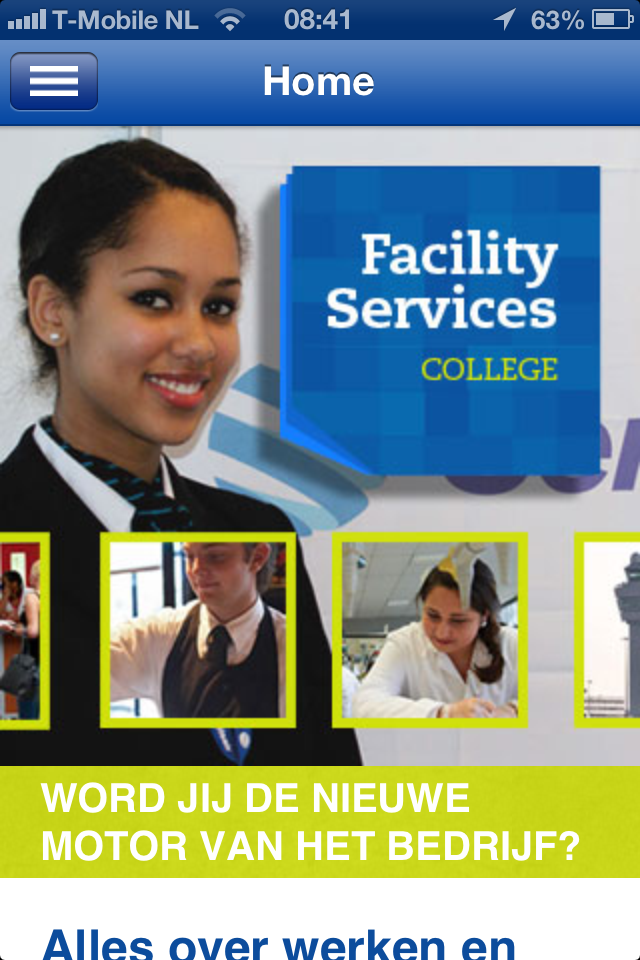 T-Mobile NL 08:41 63%
Home
Facility
Services
COLLEGE
WORD JIJ DE NIEUWE
MOTOR VAN HET BEDRIJF?
Alles over werken en